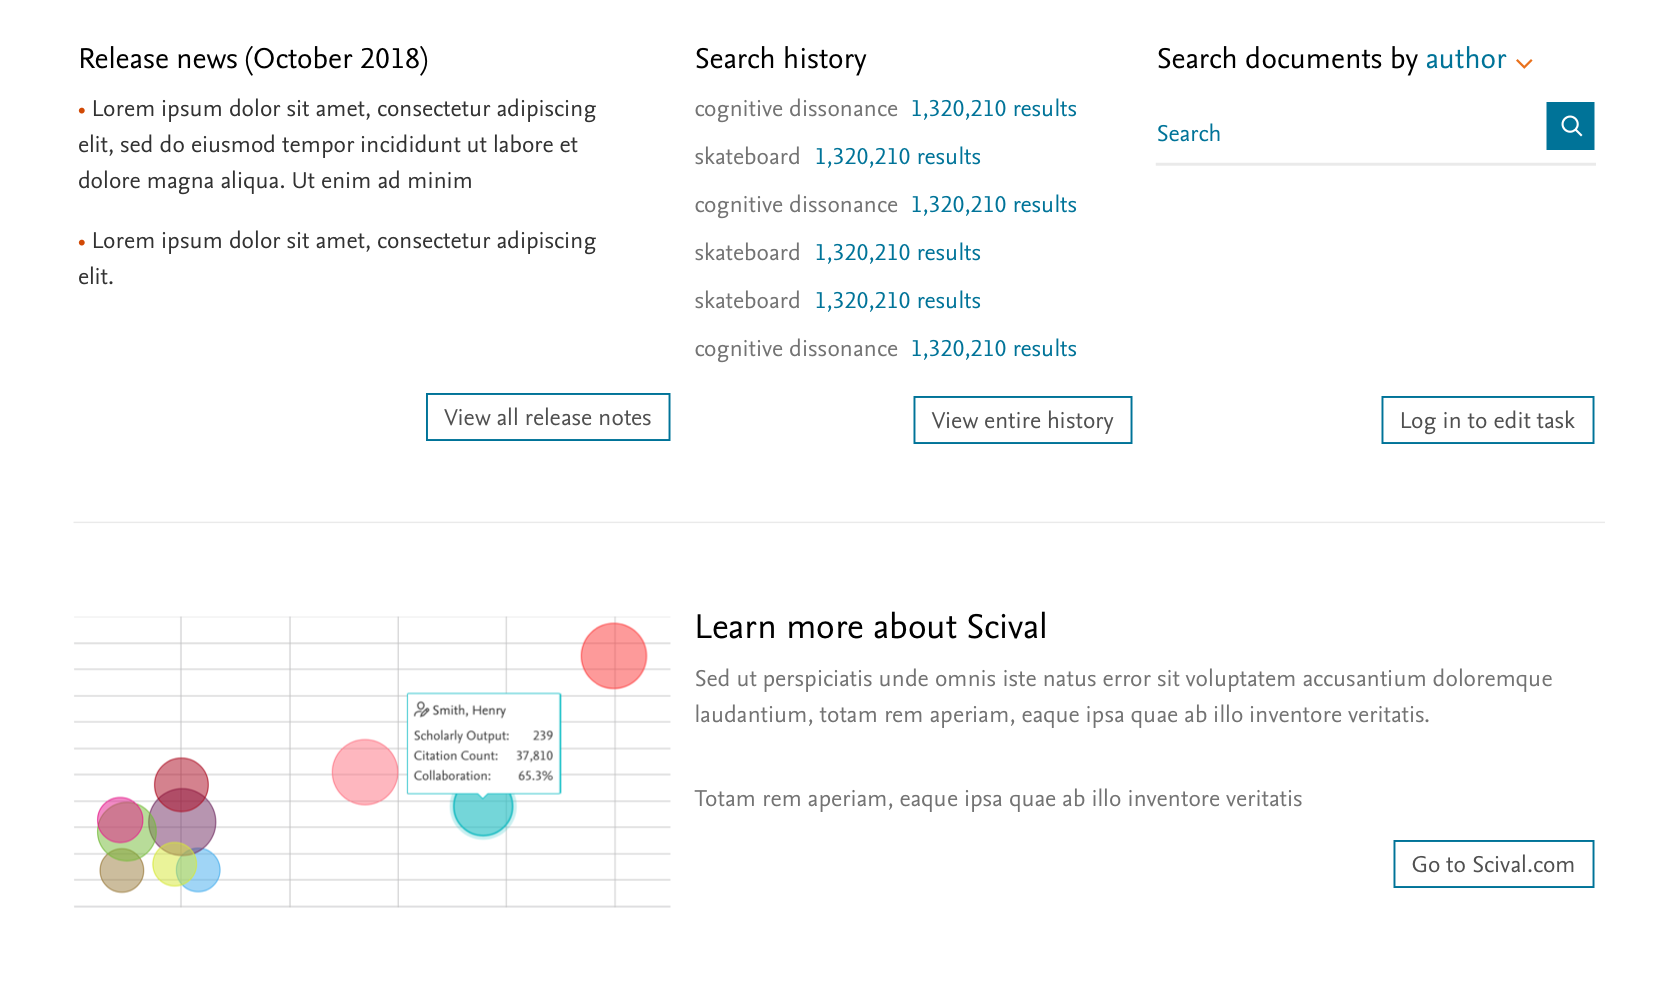 Release news (October 2018)
• Lorem ipsum dolor sit amet, consectetur adipiscing
elit, sed do eiusmod tempor incididunt ut labore et
dolore magna aliqua. Ut enim ad minim
• Lorem ipsum dolor sit amet, consectetur adipiscing
elit.
View all release notes
Search history
cognitive dissonance 1,320,210 results
skateboard 1,320,210 results
cognitive dissonance 1,320,210 results
skateboard 1,320,210 results
skateboard 1,320,210 results
cognitive dissonance 1,320,210 results
View entire history
Search documents by author
Search
Log in to edit task
Smith, Henry
Scholarly Output: 239
Citation Count: 37,810
Collaboration: 65.3%
Learn more about Scival
Sed ut perspiciatis unde omnis iste natus error sit voluptatem accusantium doloremque
laudantium, totam rem aperiam, eaque ipsa quae ab illo inventore veritatis.
Totam rem aperiam, eaque ipsa quae ab illo inventore veritatis
Go to Scival.com